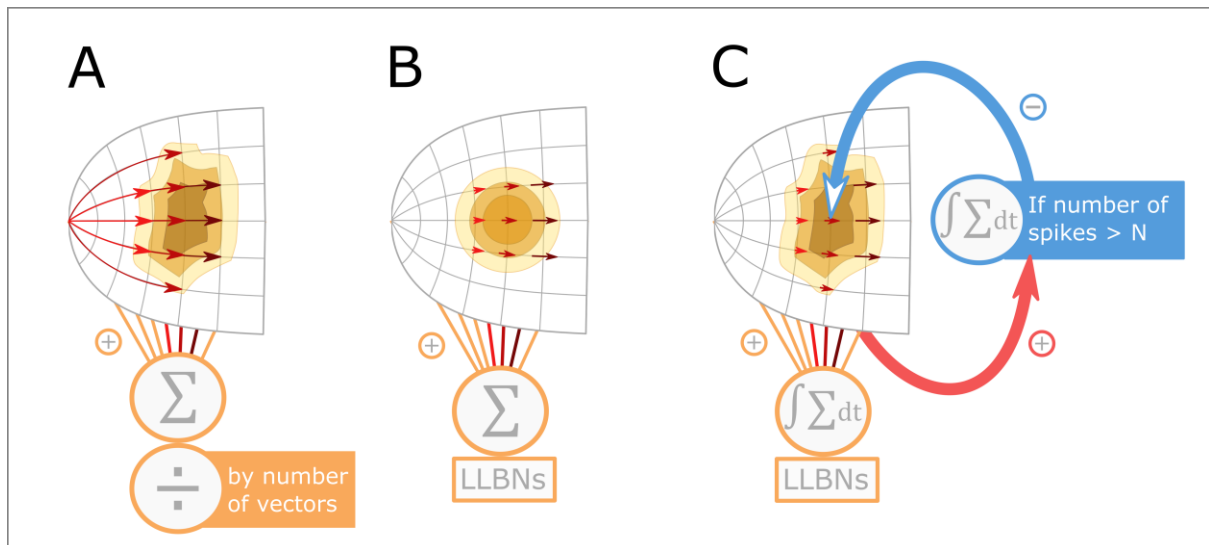 A
B
C
−
∫∑dt
If number of
spikes > N
+
+
+
+
∑
∑
∫∑dt
÷
by number
of vectors
LLBNs
LLBNs